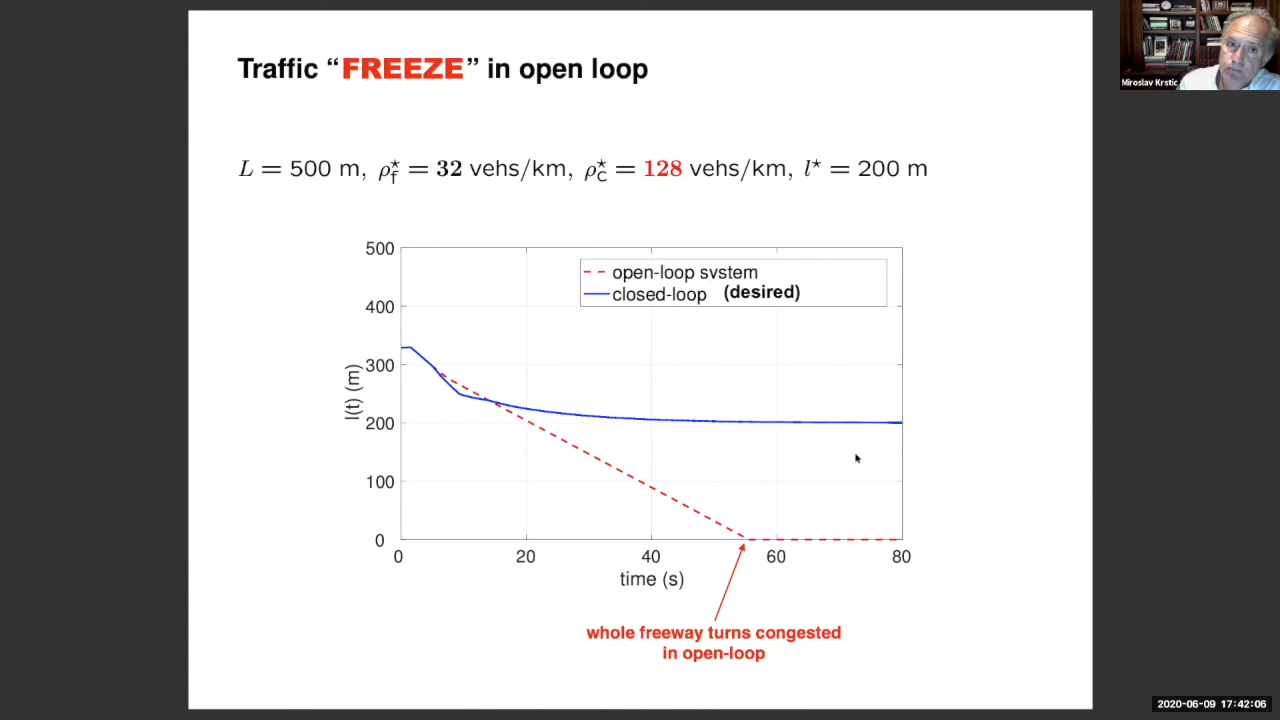 Traffic “FREEZE” in open loop
Miroslav Krstic
L = 500 m, ρ_f^⋆ = 32 vehs/km, ρ_c^⋆ = 128 vehs/km, l^⋆ = 200 m
500
400
300
200
100
0
l(t) (m)
open-loop system
closed-loop (desired)
0 20 40 60 80
time (s)
whole freeway turns congested
in open-loop
2020-06-09 17:42:06